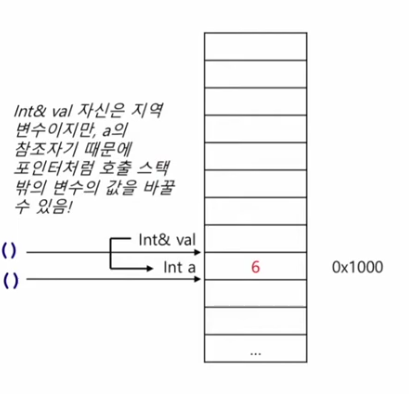 Int& val 자신은 지역
변수이지만, a의
참조자기 때문에
포인터처럼 호출 스택
밖의 변수의 값을 바꿀
수 있음!
()
Int& val
()
Int a
6
0x1000
...